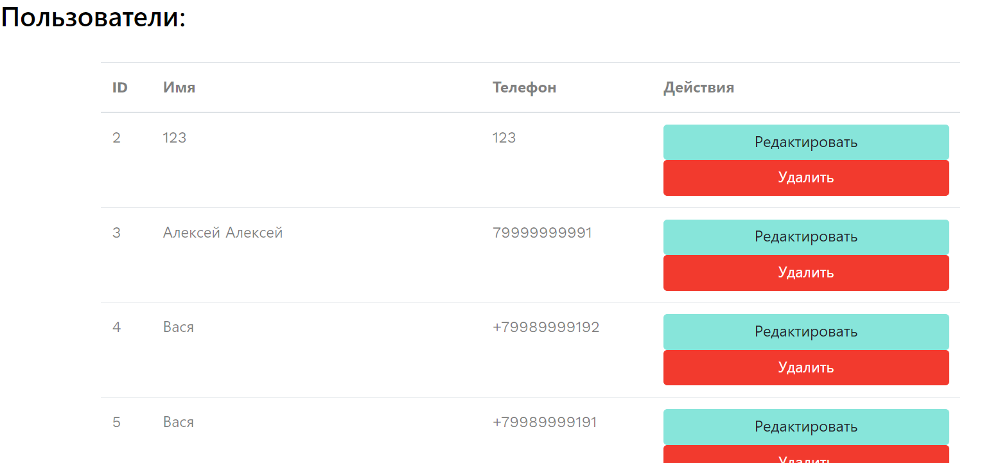 Пользователи:
ID Имя Телефон Действия
2 123 123 Редактировать
Удалить
3 Алексей Алексей 79999999991 Редактировать
Удалить
4 Вася +79989999192 Редактировать
Удалить
5 Вася +79989999191 Редактировать
Удалить